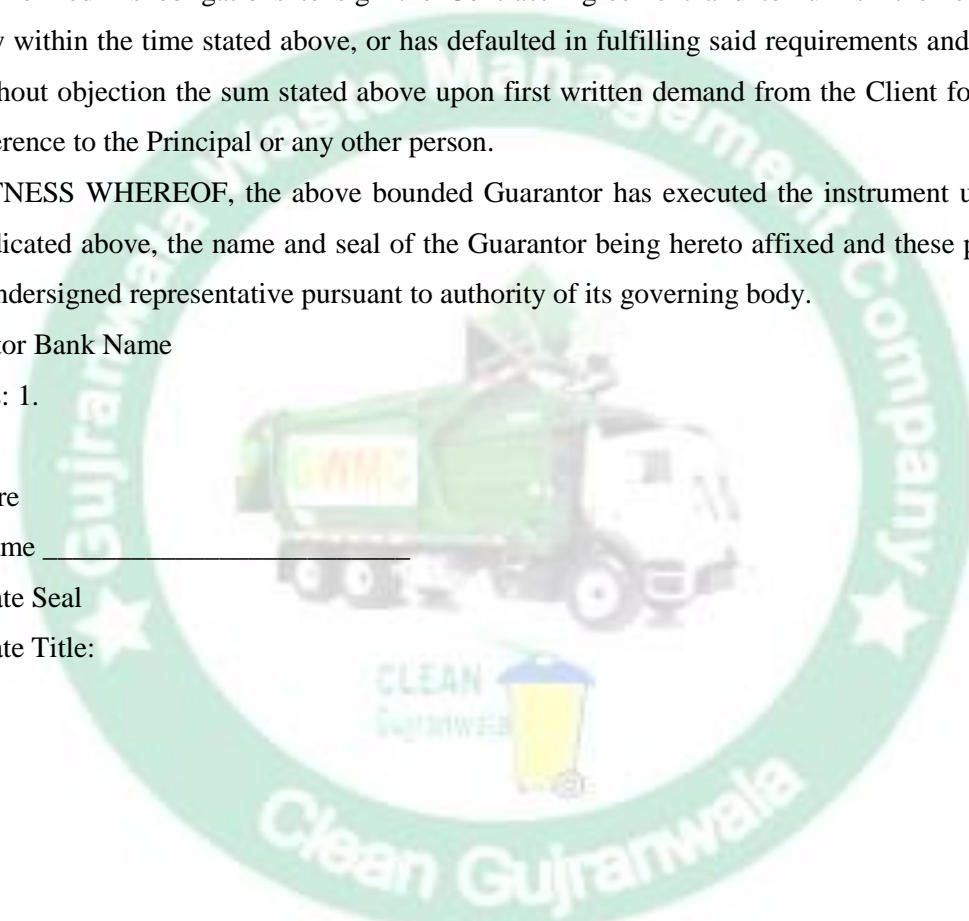 y within the time stated above, or has defaulted in fulfilling said requirements and
hout objection the sum stated above upon first written demand from the Client fo
erence to the Principal or any other person.
TNESS WHEREOF, the above bounded Guarantor has executed the instrument u
dicated above, the name and seal of the Guarantor being hereto affixed and these p
ndersigned representative pursuant to authority of its governing body.
tor Bank Name
: 1.
re
me _________________________
ate Seal
ate Title:
Gujranwala Waste Management Company
GWMC
CLEAN
Gujranwala
Clean Gujranwala